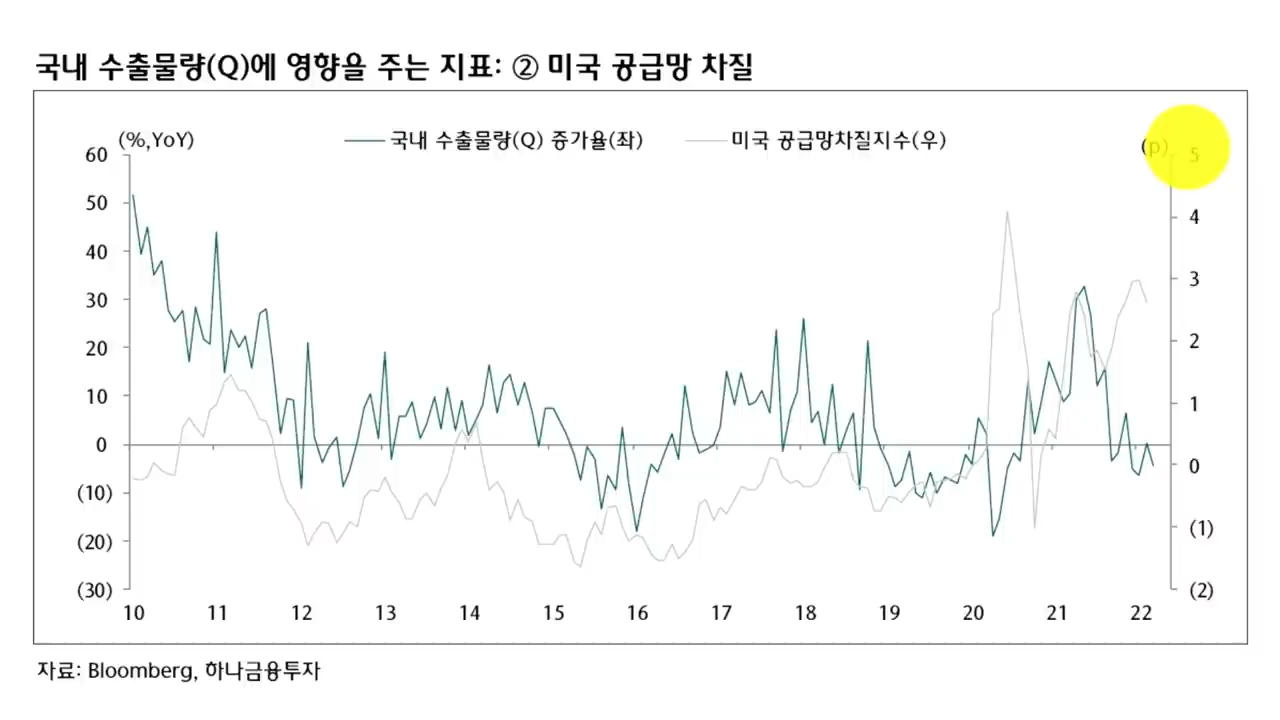 국내 수출물량(Q)에 영향을 주는 지표: ② 미국 공급망 차질
(%,YoY)
국내 수출물량(Q) 증가율(좌)
미국 공급망차질지수(우)
(p)
60
50
40
30
20
10
0
(10)
(20)
(30)
5
4
3
2
1
0
(1)
(2)
10 11 12 13 14 15 16 17 18 19 20 21 22
자료: Bloomberg, 하나금융투자